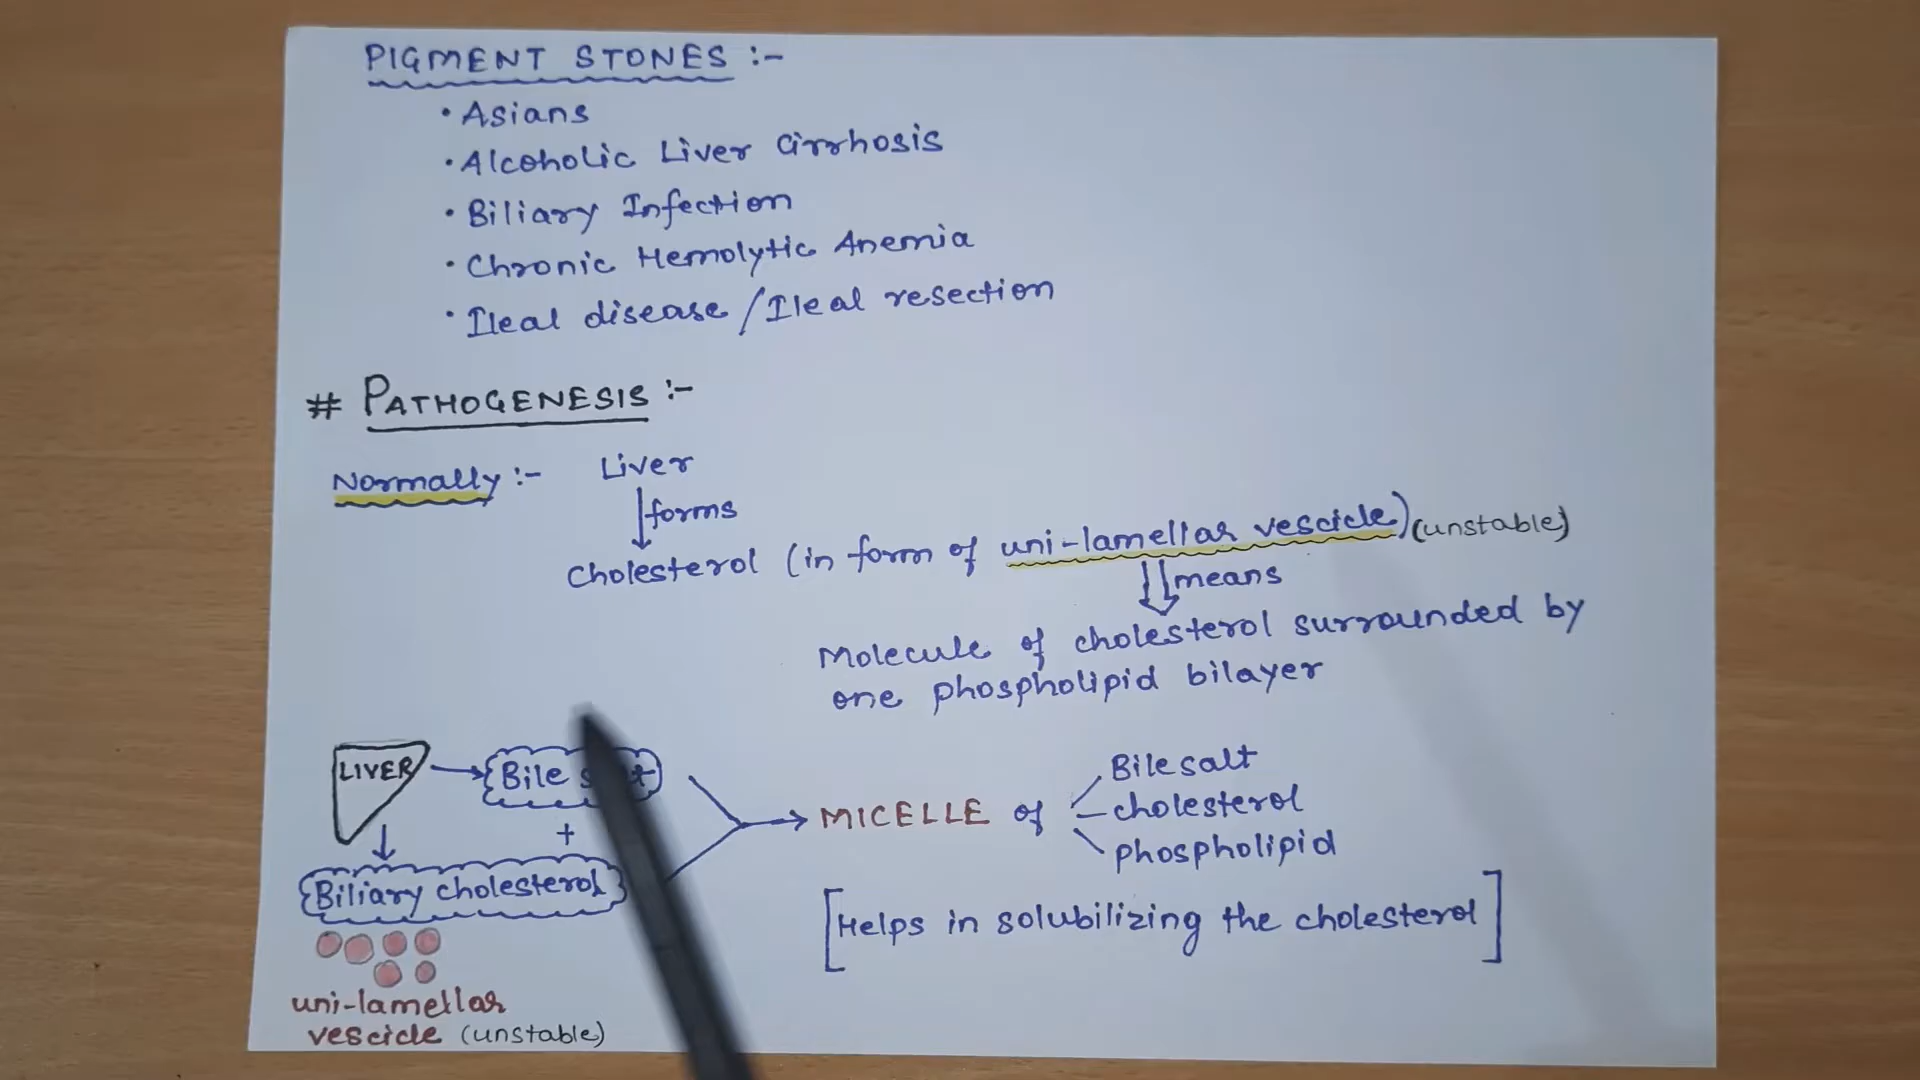 PIGMENT STONES :-
• Asians
• Alcoholic Liver Cirrhosis
• Biliary Infection
• Chronic Hemolytic Anemia
• Ileal disease / Ileal resection
# PATHOGENESIS :-
Normally :- Liver
forms
Cholesterol (in form of uni-lamellar vescicle) (unstable)
means
Molecule of cholesterol surrounded by
one phospholipid bilayer
LIVER
Bile
+
Biliary cholesterol
uni-lamellar
vescicle (unstable)
MICELLE of
Bile salt
cholesterol
phospholipid
[Helps in solubilizing the cholesterol]